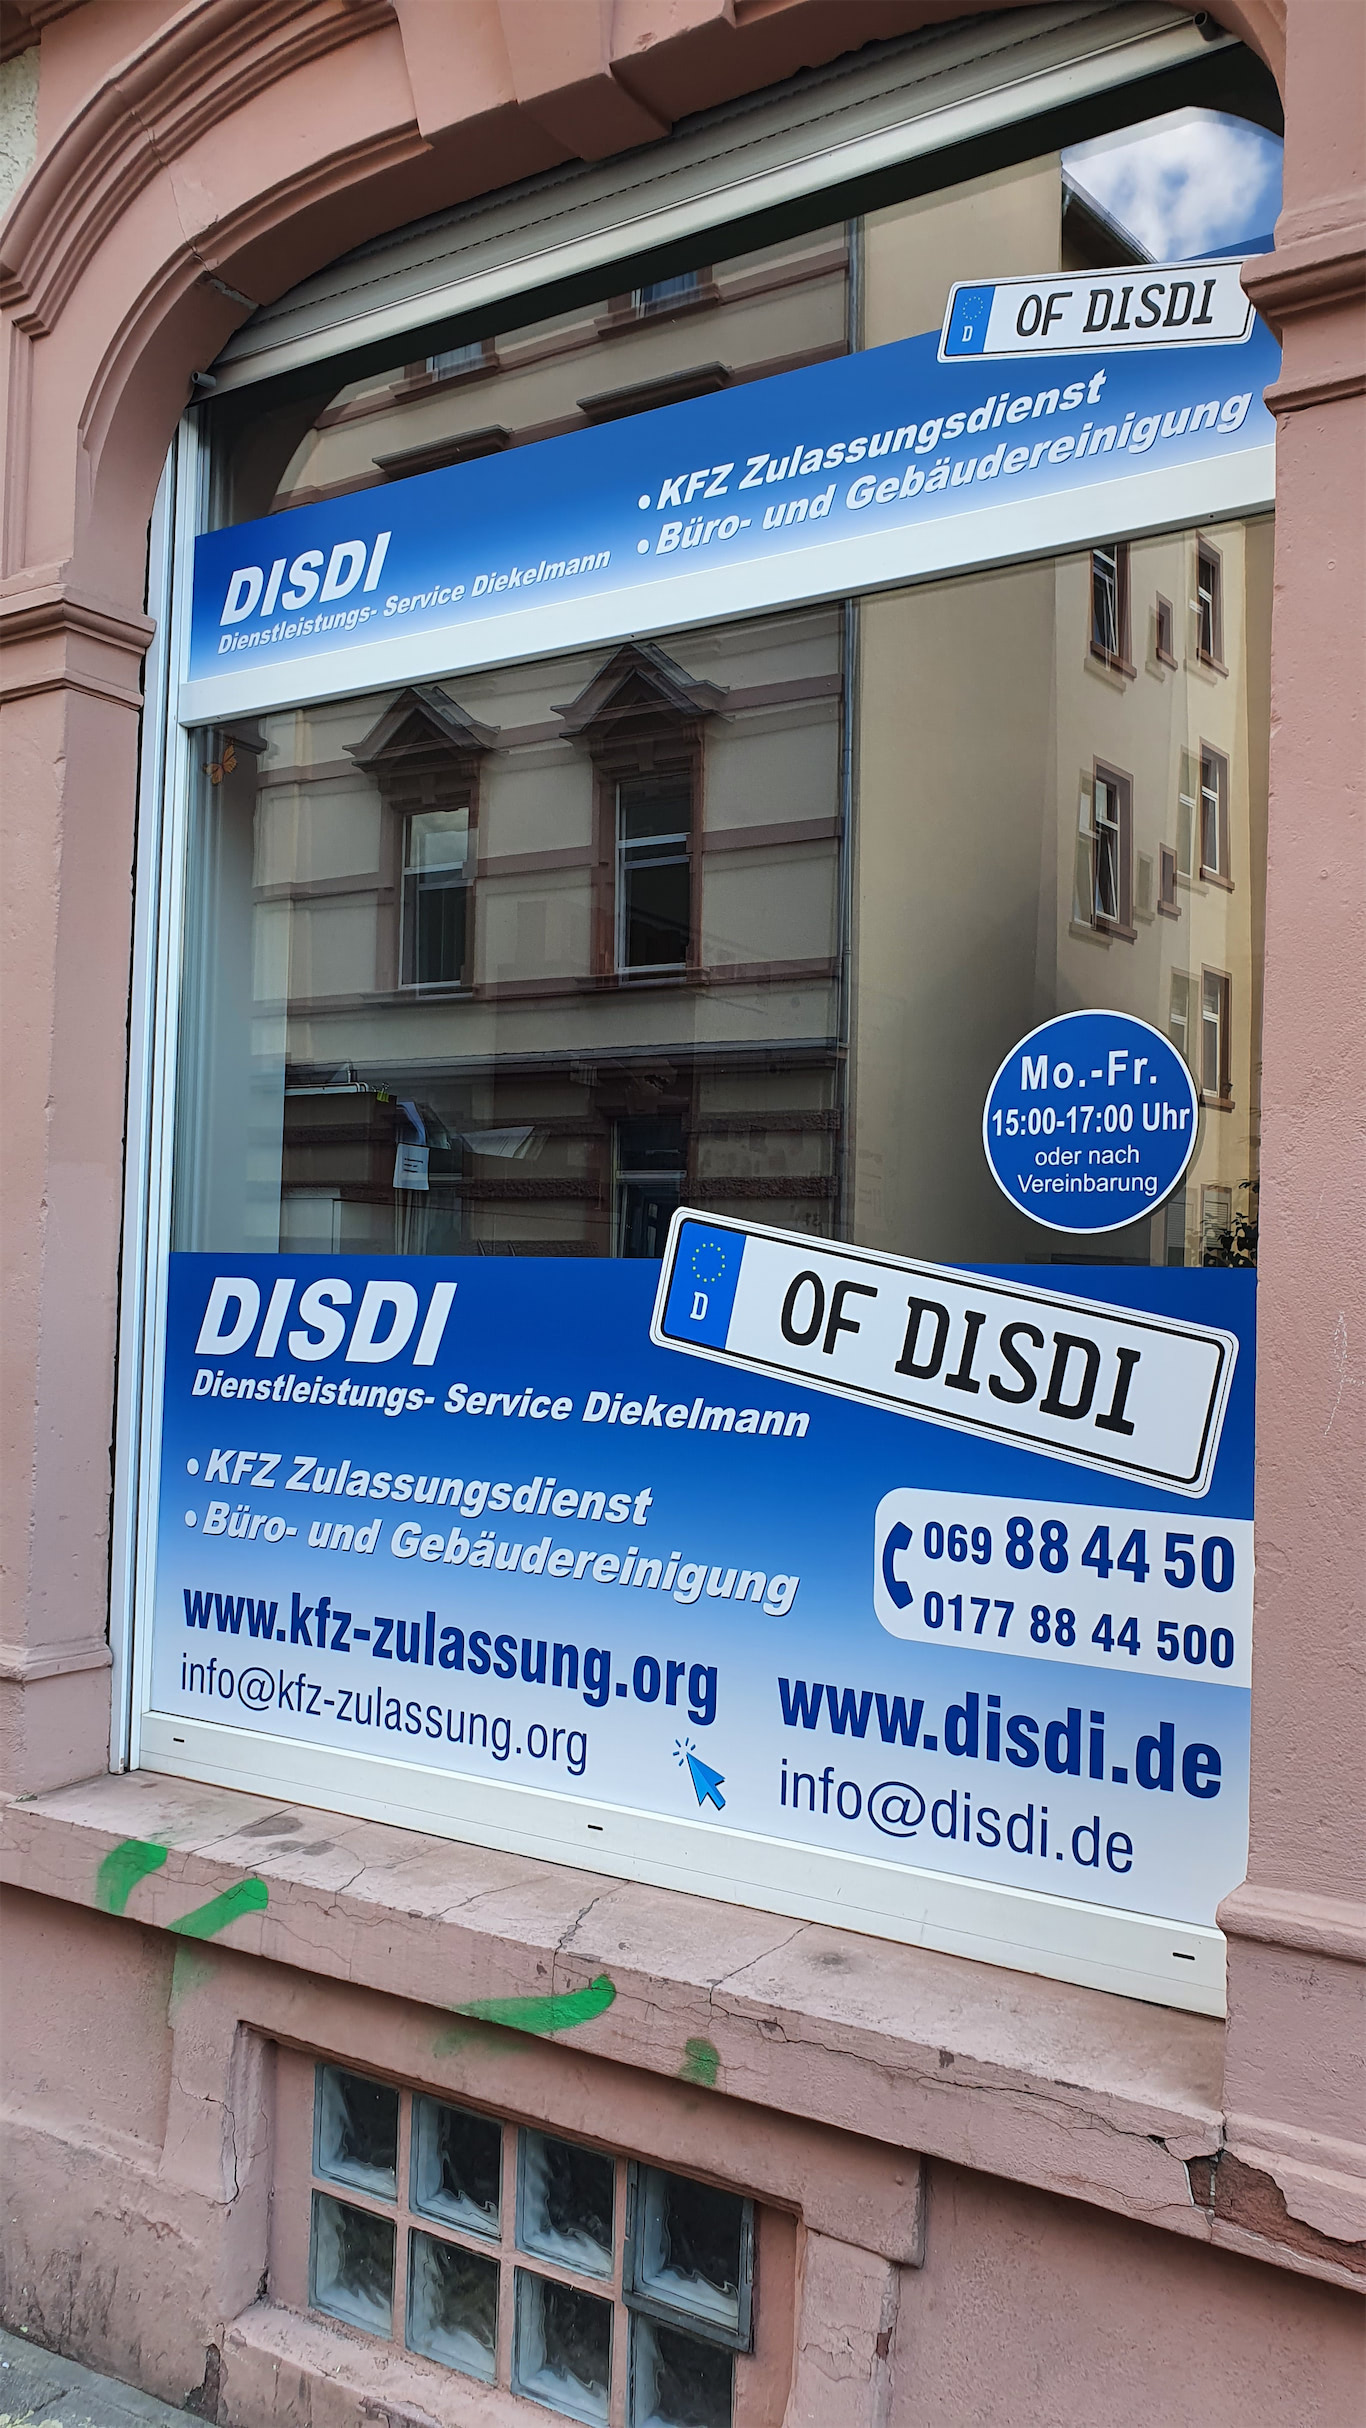 D
OF DISDI
DISDI
Dienstleistungs- Service Diekelmann
• KFZ Zulassungsdienst
• Büro- und Gebäudereinigung
Mo.-Fr.
15:00-17:00 Uhr
oder nach
Vereinbarung
D
OF DISDI
DISDI
Dienstleistungs- Service Diekelmann
• KFZ Zulassungsdienst
• Büro- und Gebäudereinigung
069 88 44 50
0177 88 44 500
www.kfz-zulassung.org
info@kfz-zulassung.org
www.disdi.de
info@disdi.de